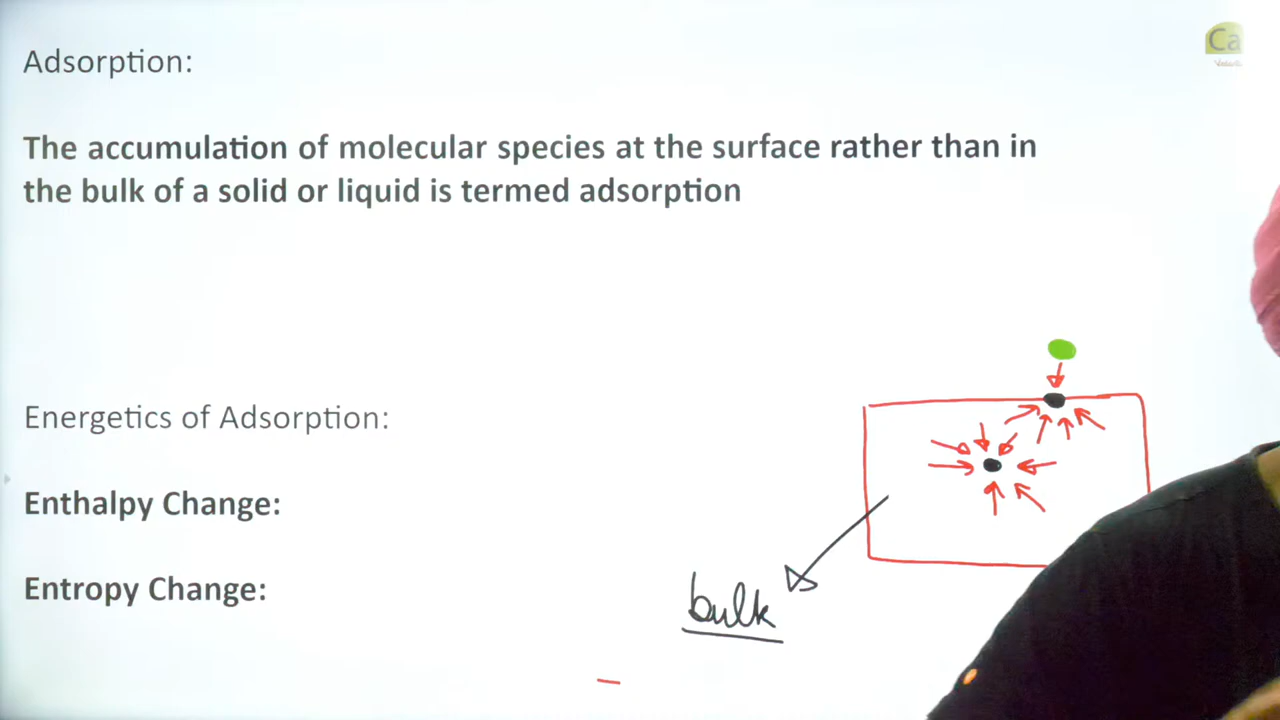 Ca
Adsorption:
The accumulation of molecular species at the surface rather than in
the bulk of a solid or liquid is termed adsorption
Energetics of Adsorption:
Enthalpy Change:
Entropy Change:
bulk